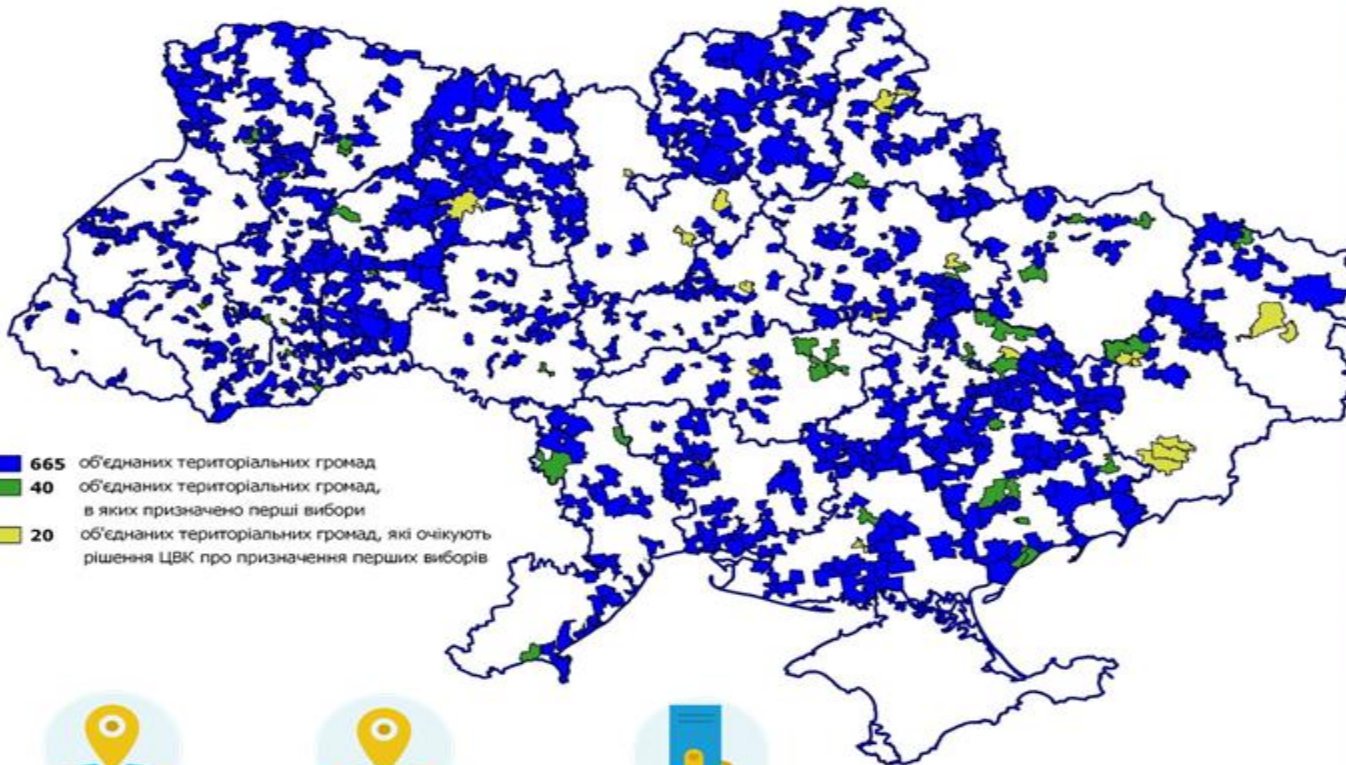 665 об'єднаних територіальних громад
40 об'єднаних територіальних громад,
в яких призначено перші вибори
20 об'єднаних територіальних громад, які очікують
рішення ЦВК про призначення перших виборів